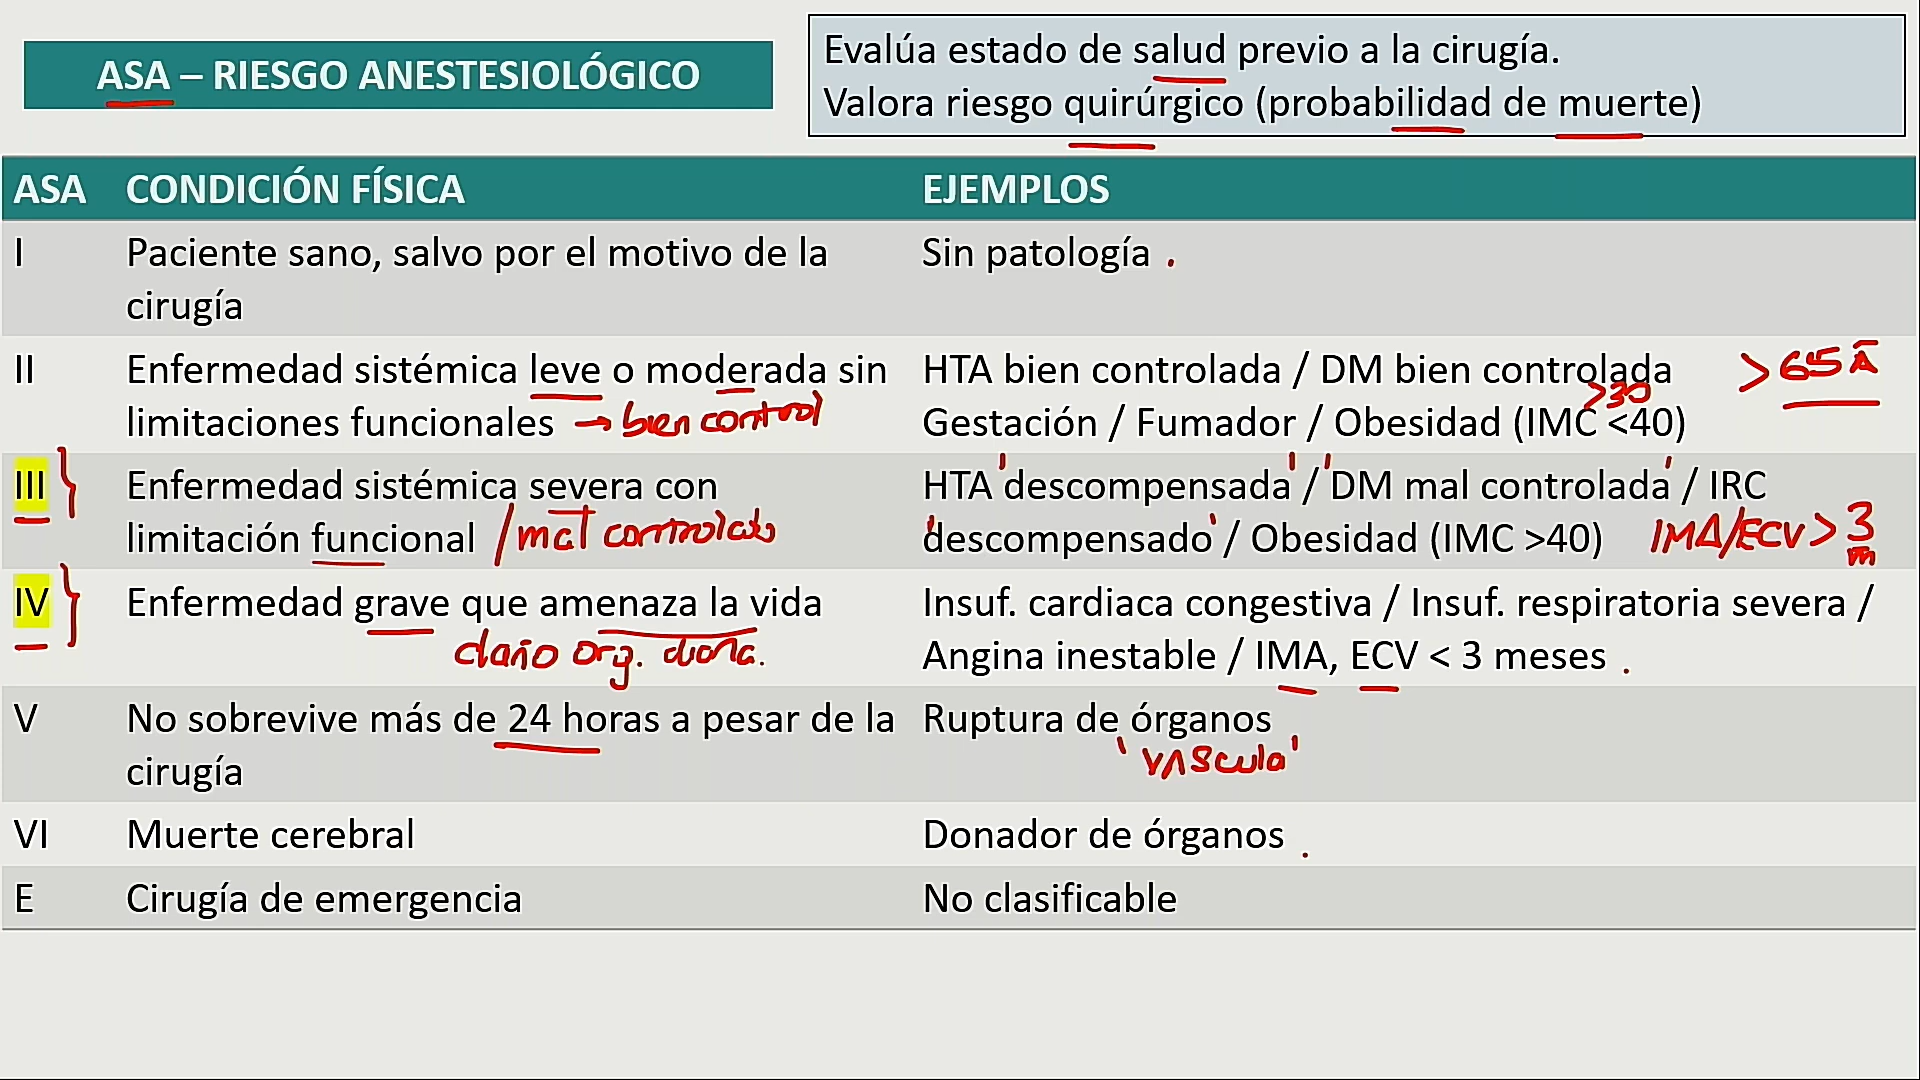 ASA – RIESGO ANESTESIOLÓGICO
Evalúa estado de salud previo a la cirugía.
Valora riesgo quirúrgico (probabilidad de muerte)
ASA CONDICIÓN FÍSICA EJEMPLOS
I Paciente sano, salvo por el motivo de la Sin patología
cirugía
II Enfermedad sistémica leve o moderada sin HTA bien controlada / DM bien controlada > 65 a
>30
limitaciones funcionales → bien control Gestación / Fumador / Obesidad (IMC <40)
III Enfermedad sistémica severa con HTA descompensada / DM mal controlada / IRC
limitación funcional / mal controlado descompensado / Obesidad (IMC >40) IMA/ECV > 3 m
IV Enfermedad grave que amenaza la vida Insuf. cardiaca congestiva / Insuf. respiratoria severa /
daño org. Angina inestable / IMA, ECV < 3 meses
V No sobrevive más de 24 horas a pesar de la Ruptura de órganos
cirugía vascula
VI Muerte cerebral Donador de órganos
E Cirugía de emergencia No clasificable